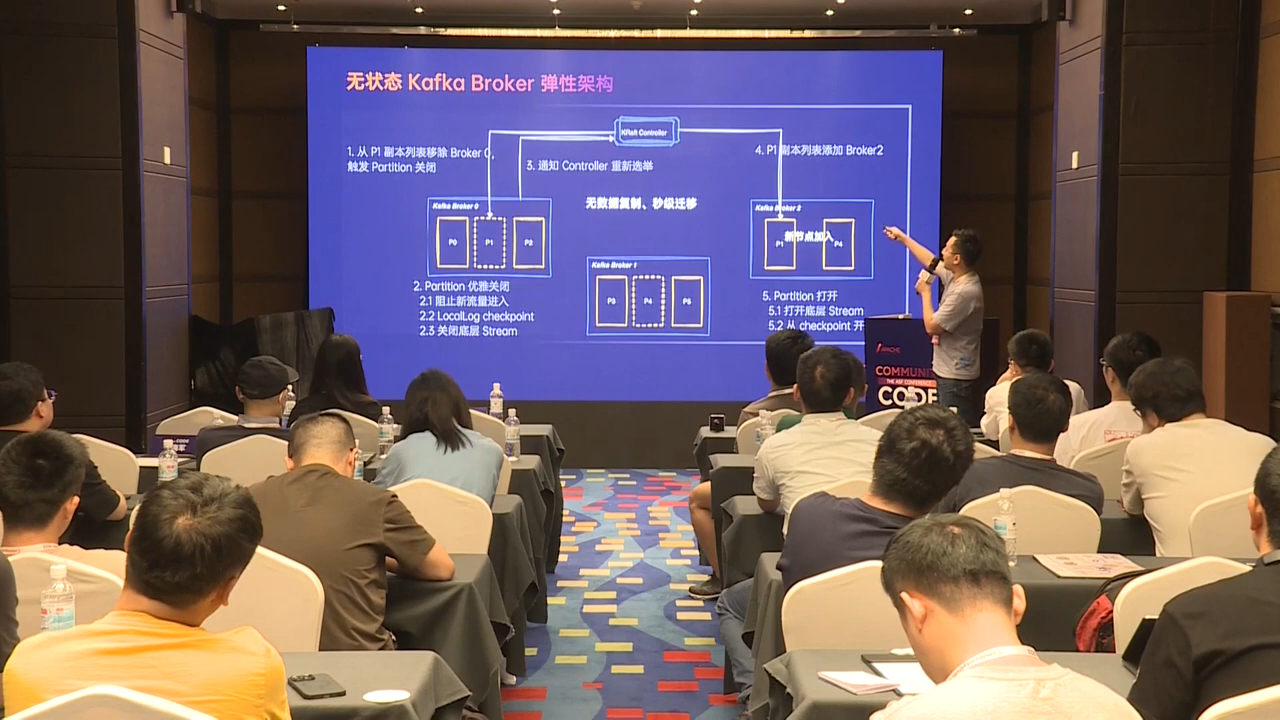 无状态 Kafka Broker 弹性架构
KRaft Controller
1. 从 P1 副本列表移除 Broker 0,
触发 Partition 关闭
3. 通知 Controller 重新选举
4. P1 副本列表添加 Broker2
无数据复制、秒级迁移
Kafka Broker 0
P0
P1
P2
Kafka Broker 1
P3
P4
P5
Kafka Broker 2
P1
新节点加入
P4
2. Partition 优雅关闭
2.1 阻止新流量进入
2.2 LocalLog checkpoint
2.3 关闭底层 Stream
5. Partition 打开
5.1 打开底层 Stream
5.2 从 checkpoint 开
APACHE
COMMUNI
THE ASF CONFERENCE
CODE